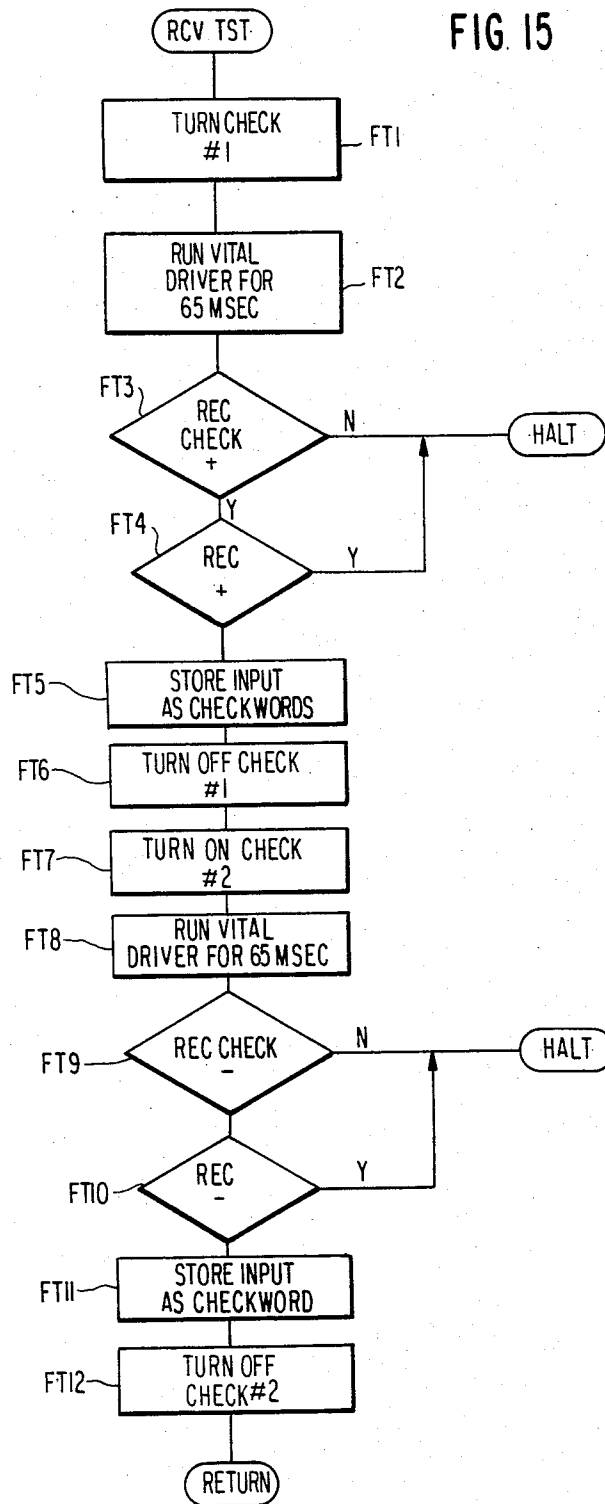 FIG. 15
RCV TST
TURN CHECK
#1
FT1
RUN VITAL
DRIVER FOR
65 MSEC
FT2
FT3
REC
CHECK
+
N
HALT
Y
FT4
REC
+
Y
FT5
STORE INPUT
AS CHECKWORDS
FT6
TURN OFF CHECK
#1
FT7
TURN ON CHECK
#2
FT8
RUN VITAL
DRIVER FOR 65 MSEC
FT9
REC CHECK
-
N
HALT
FT10
REC
-
Y
FT11
STORE INPUT
AS CHECKWORD
FT12
TURN OFF
CHECK #2
RETURN